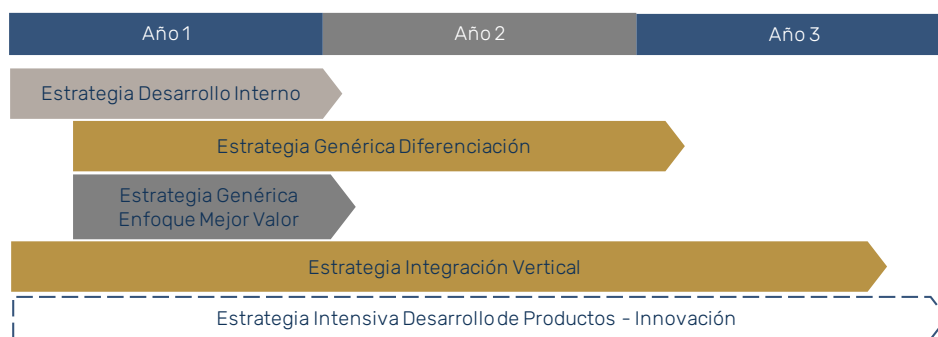 Año 1
Año 2
Año 3
Estrategia Desarrollo Interno
Estrategia Genérica Diferenciación
Estrategia Genérica
Enfoque Mejor Valor
Estrategia Integración Vertical
Estrategia Intensiva Desarrollo de Productos - Innovación